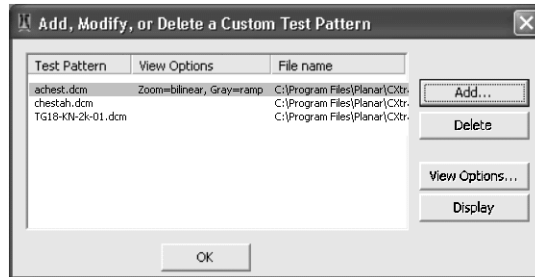 Add, Modify, or Delete a Custom Test Pattern
Test Pattern View Options File name
achest.dcm Zoom=bilinear, Gray=ramp C:\Program Files\Planar\CXtr
chestah.dcm C:\Program Files\Planar\CXtr
TG18-KN-2k-01.dcm C:\Program Files\Planar\CXtr
Add...
Delete
View Options...
Display
OK